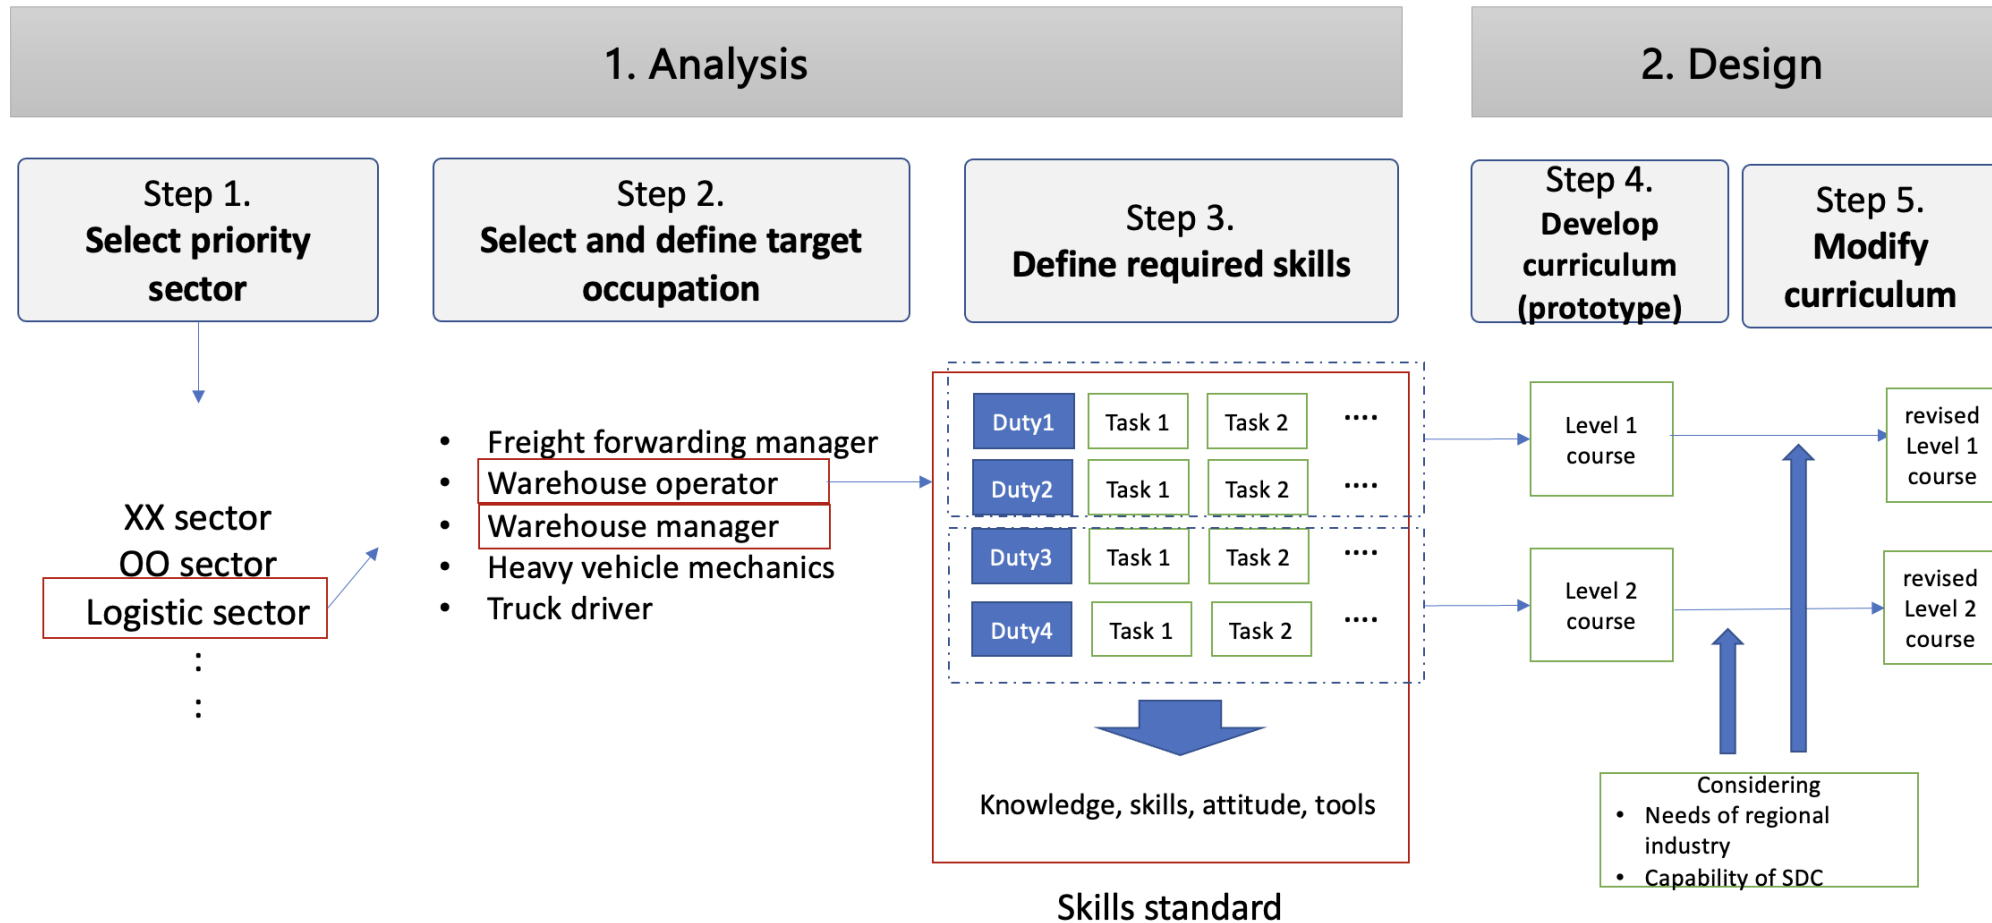 1. Analysis
2. Design
Step 1.
Select priority
sector
Step 2.
Select and define target
occupation
Step 3.
Define required skills
Step 4.
Develop
curriculum
(prototype)
Step 5.
Modify
curriculum
XX sector
OO sector
Logistic sector
:
:
• Freight forwarding manager
• Warehouse operator
• Warehouse manager
• Heavy vehicle mechanics
• Truck driver
Duty1 Task 1 Task 2 ....
Duty2 Task 1 Task 2 ....
Duty3 Task 1 Task 2 ....
Duty4 Task 1 Task 2 ....
Knowledge, skills, attitude, tools
Skills standard
Level 1
course
revised
Level 1
course
Level 2
course
revised
Level 2
course
Considering
• Needs of regional
industry
• Capability of SDC